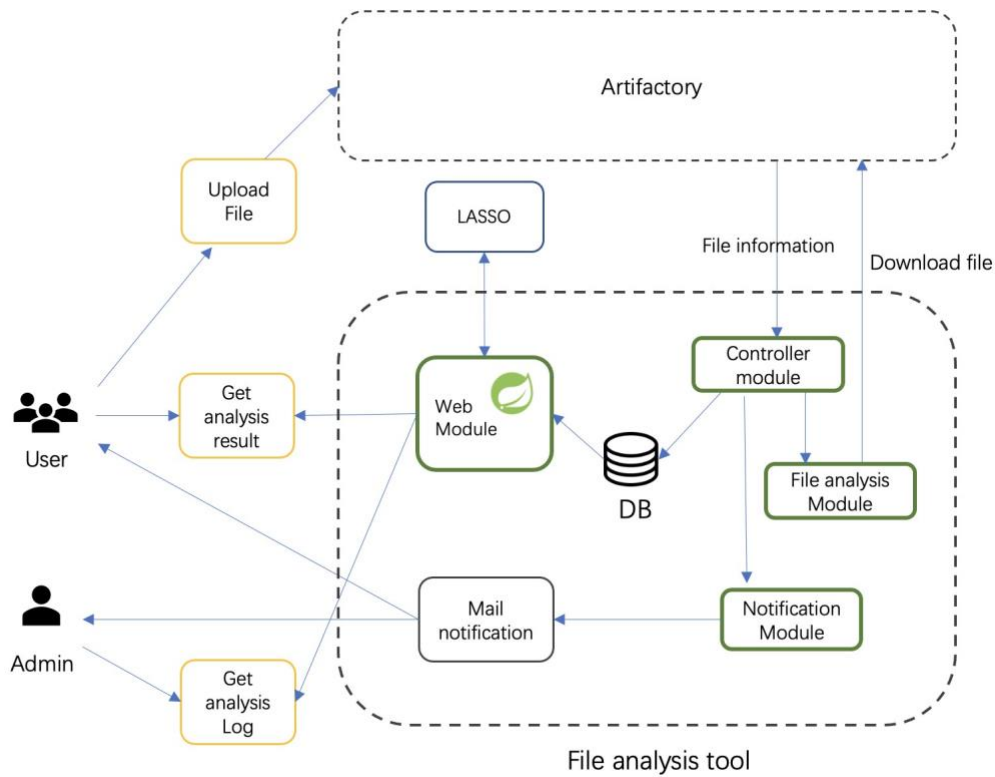 Artifactory
Upload
File
LASSO
File information
Download file
Controller
module
Web
Module
Get
analysis
result
User
DB
File analysis
Module
Mail
notification
Notification
Module
Admin
Get
analysis
Log
File analysis tool